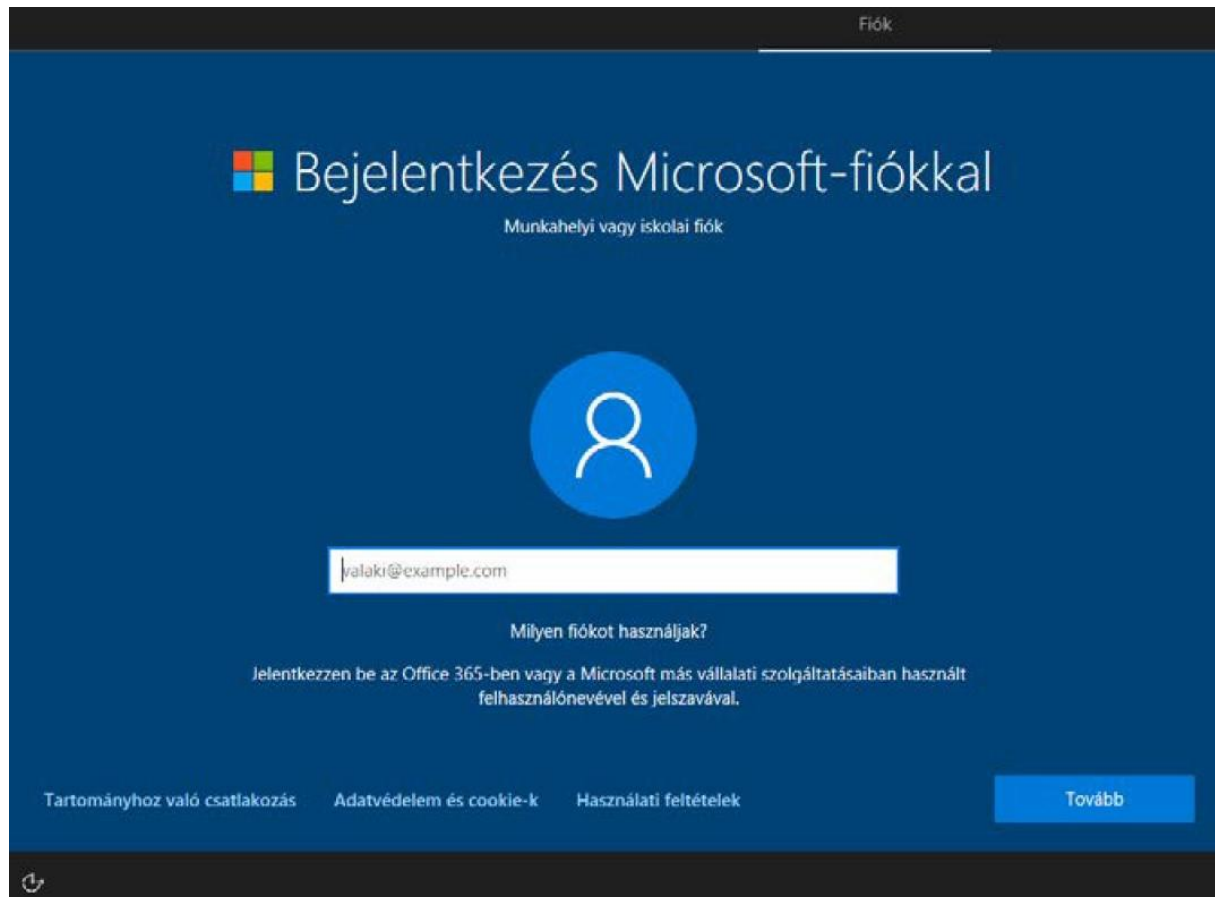 Fiók
Bejelentkezés Microsoft-fiókkal
Munkahelyi vagy iskolai fiók
valaki@example.com
Milyen fiókot használjak?
Jelentkezzen be az Office 365-ben vagy a Microsoft más vállalati szolgáltatásaiban használt
felhasználónevével és jelszavával.
Tartományhoz való csatlakozás Adatvédelem és cookie-k Használati feltételek Tovább